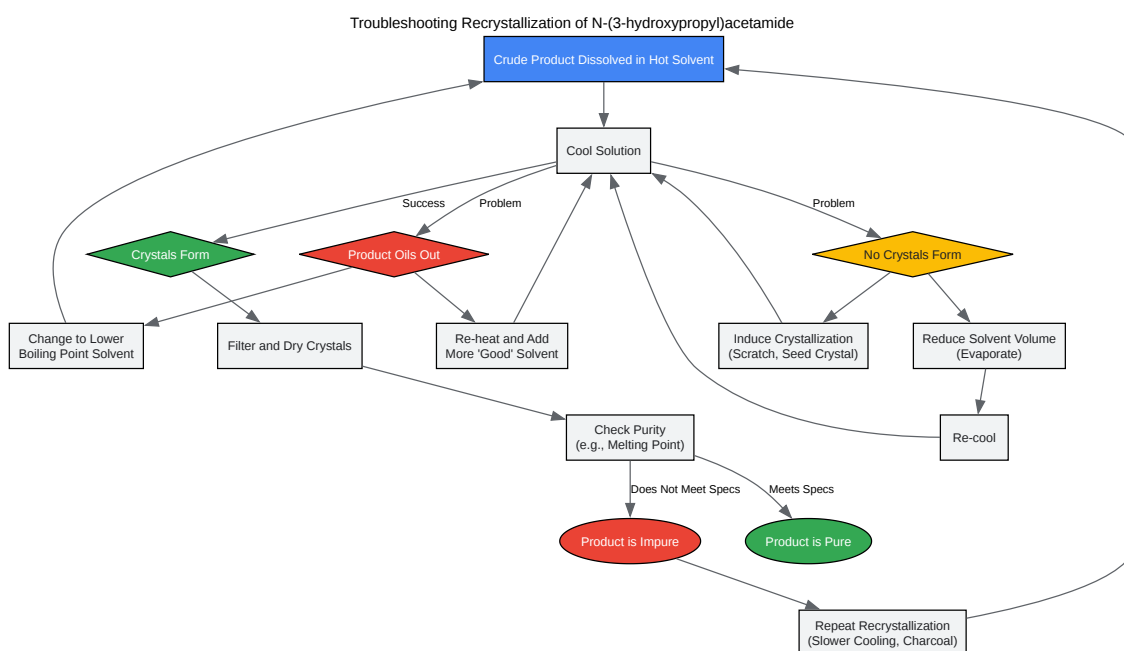 Troubleshooting Recrystallization of N-(3-hydroxypropyl)acetamide
Crude Product Dissolved in Hot Solvent
Cool Solution
Success
Problem
Problem
Crystals Form
Product Oils Out
No Crystals Form
Change to Lower
Boiling Point Solvent
Filter and Dry Crystals
Re-heat and Add
More 'Good' Solvent
Induce Crystallization
(Scratch, Seed Crystal)
Reduce Solvent Volume
(Evaporate)
Check Purity
(e.g., Melting Point)
Re-cool
Does Not Meet Specs
Meets Specs
Product is Impure
Product is Pure
Repeat Recrystallization
(Slower Cooling, Charcoal)